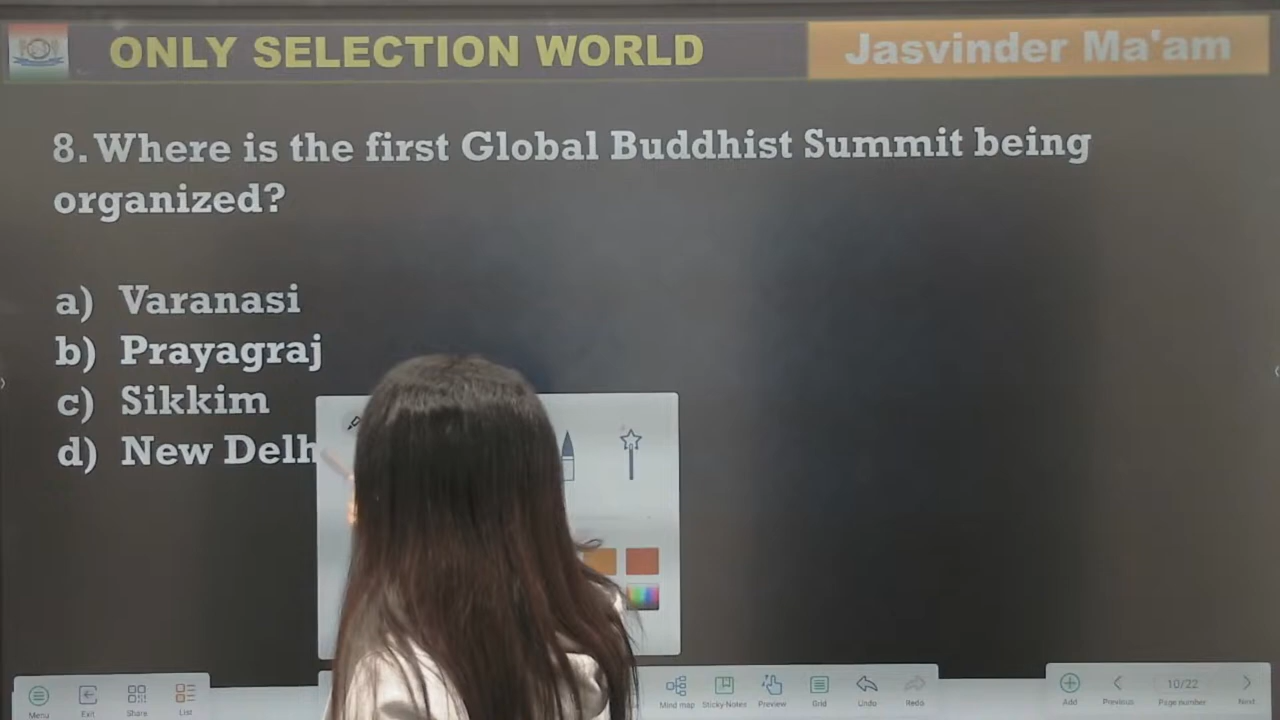 ONLY SELECTION WORLD
Jasvinder Ma'am
8. Where is the first Global Buddhist Summit being
organized?
a) Varanasi
b) Prayagraj
c) Sikkim
d) New Delh
Menu Exit Share List Mind map Sticky-Notes Preview Grid Undo Redo Add Previous 10/22 Page number Next